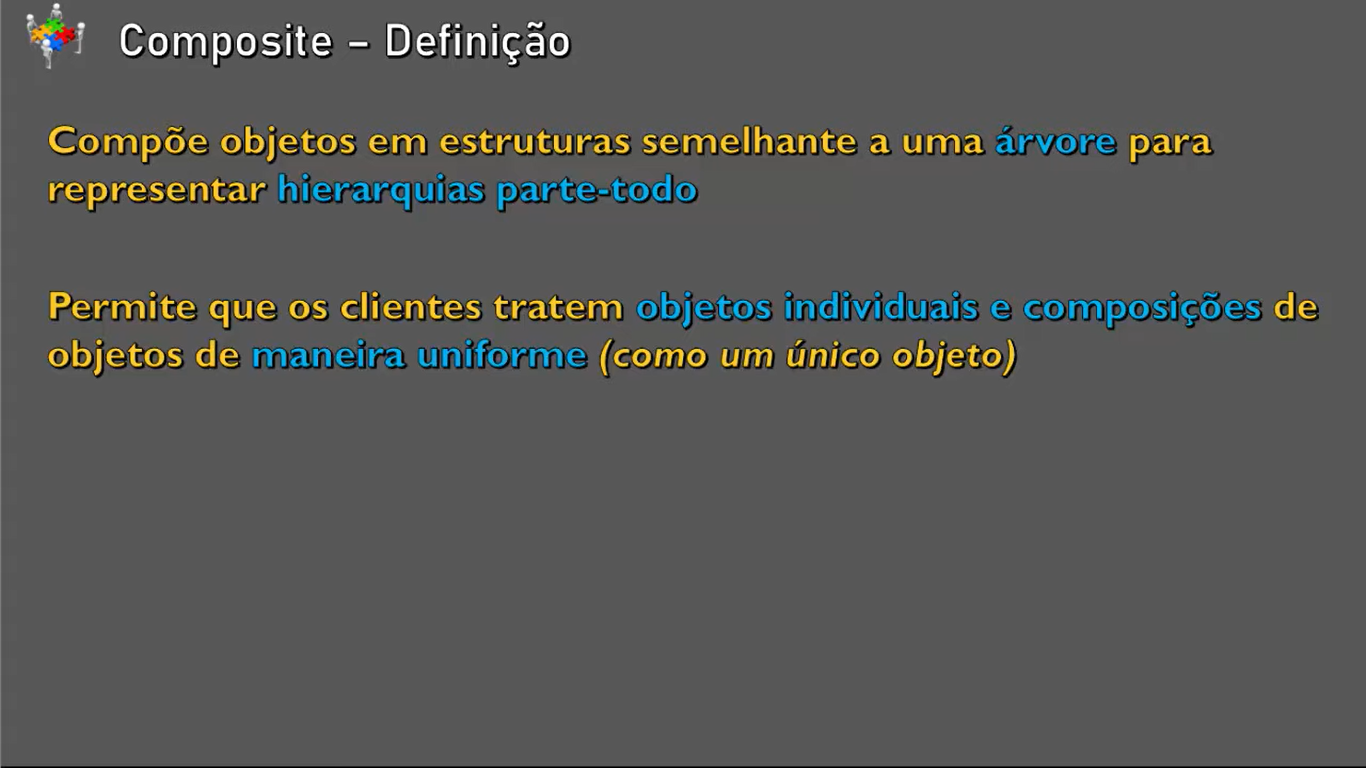 Composite – Definição
Compõe objetos em estruturas semelhante a uma árvore para
representar hierarquias parte-todo
Permite que os clientes tratem objetos individuais e composições de
objetos de maneira uniforme (como um único objeto)